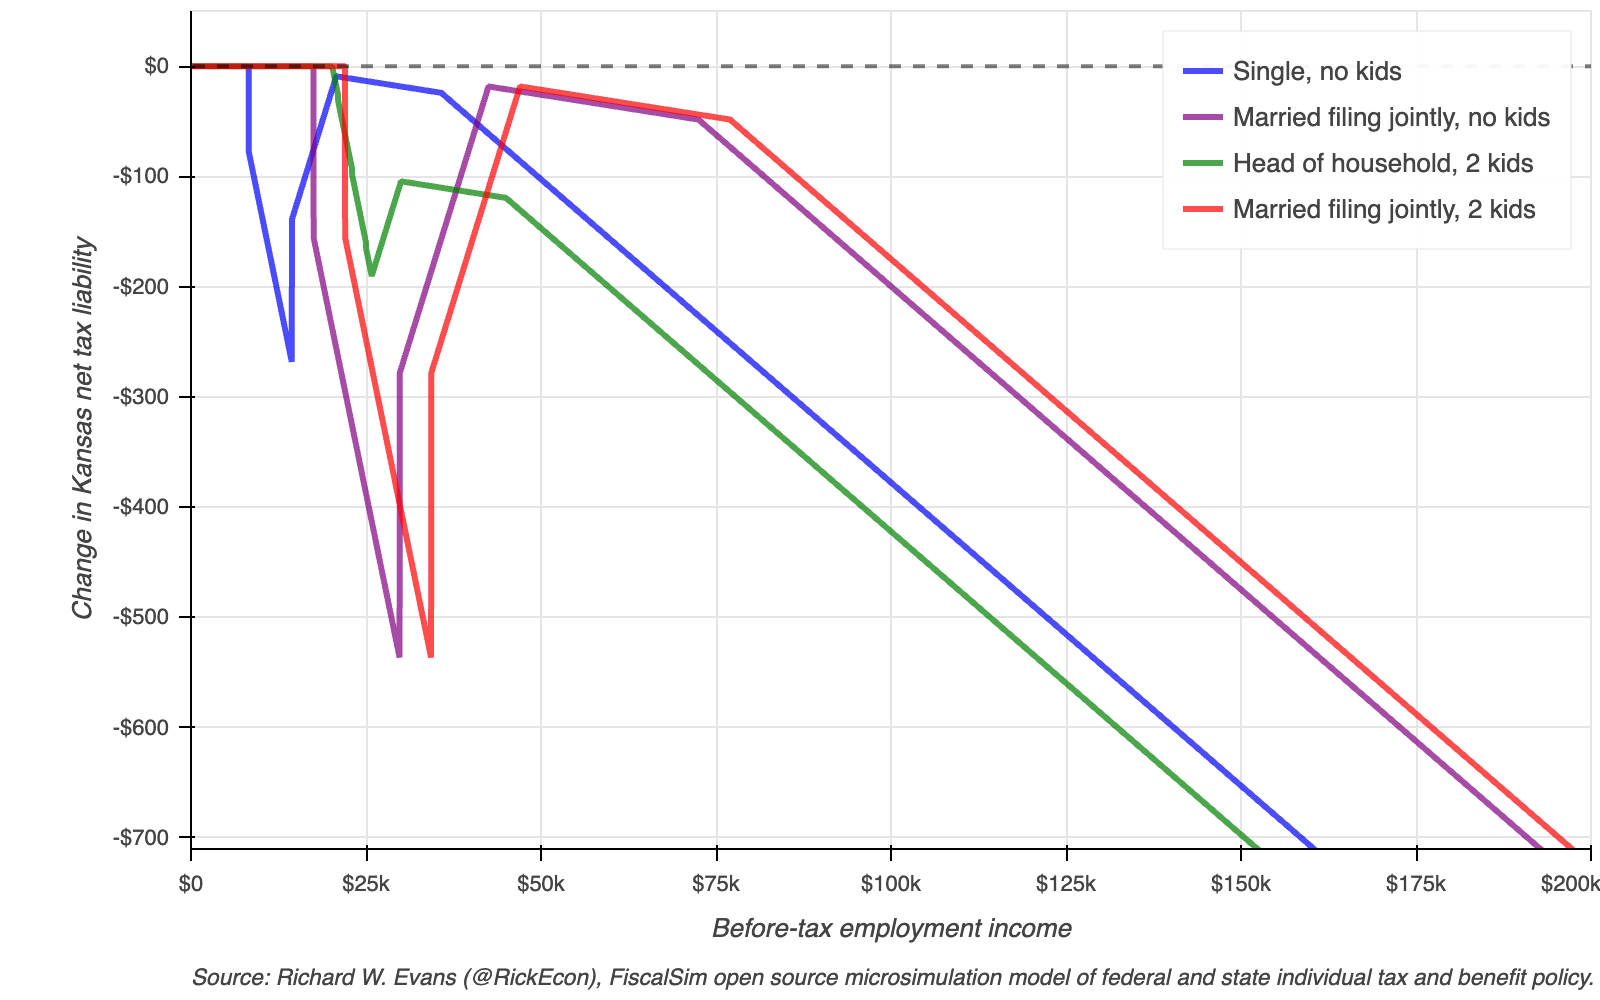 Single, no kids
Married filing jointly, no kids
Head of household, 2 kids
Married filing jointly, 2 kids
Change in Kansas net tax liability
$0
-$100
-$200
-$300
-$400
-$500
-$600
-$700
$0
$25k
$50k
$75k
$100k
$125k
$150k
$175k
$200k
Before-tax employment income
Source: Richard W. Evans (@RickEcon), FiscalSim open source microsimulation model of federal and state individual tax and benefit policy.